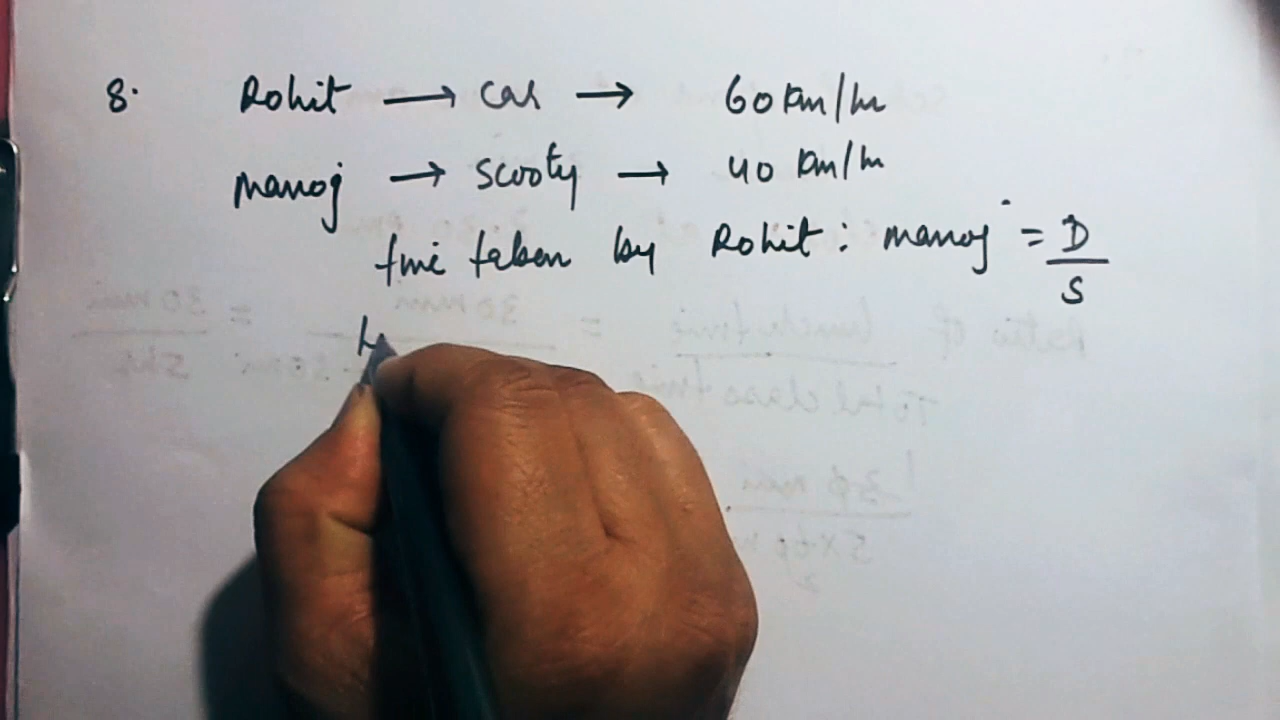 8. Rohit → car → 60 km/hr
manoj → scooty → 40 km/hr
time taken by Rohit : manoj = D/S